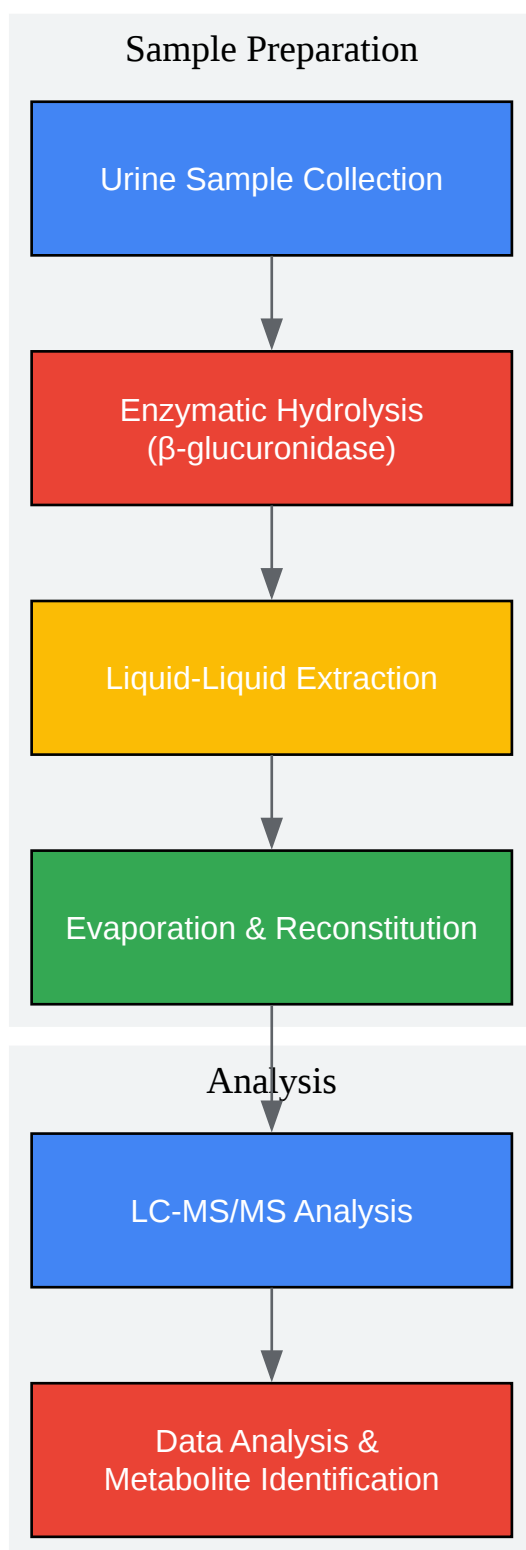 Sample Preparation
Urine Sample Collection
Enzymatic Hydrolysis
(β-glucuronidase)
Liquid-Liquid Extraction
Evaporation & Reconstitution
Analysis
LC-MS/MS Analysis
Data Analysis &
Metabolite Identification